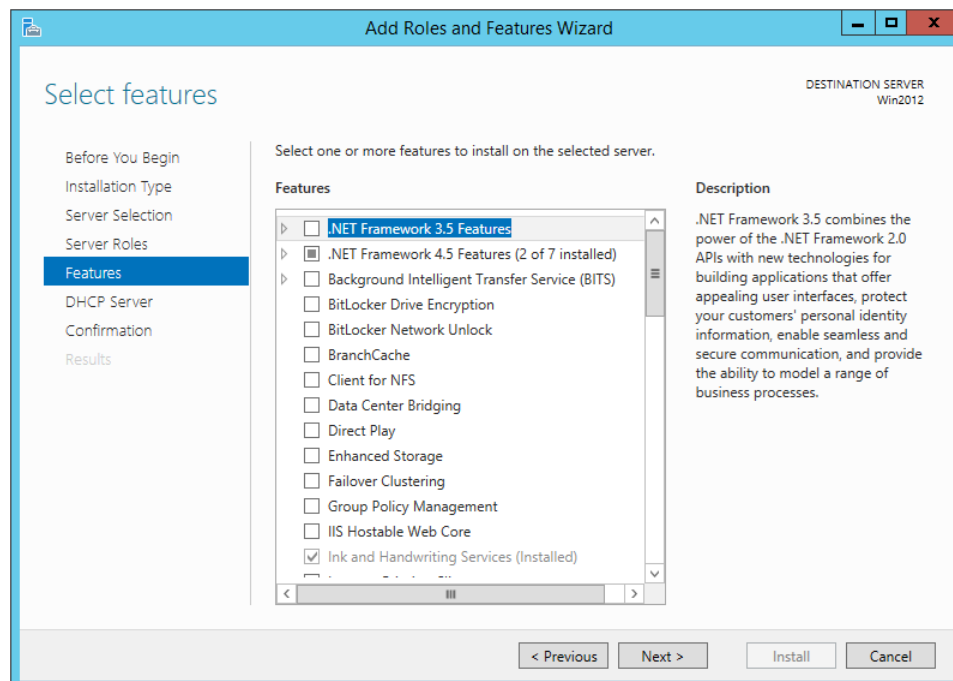 Add Roles and Features Wizard
Select features
DESTINATION SERVER
Win2012
Before You Begin
Installation Type
Server Selection
Server Roles
Features
DHCP Server
Confirmation
Results
Select one or more features to install on the selected server.
Features
.NET Framework 3.5 Features
.NET Framework 4.5 Features (2 of 7 installed)
Background Intelligent Transfer Service (BITS)
BitLocker Drive Encryption
BitLocker Network Unlock
BranchCache
Client for NFS
Data Center Bridging
Direct Play
Enhanced Storage
Failover Clustering
Group Policy Management
IIS Hostable Web Core
Ink and Handwriting Services (Installed)
Description
.NET Framework 3.5 combines the
power of the .NET Framework 2.0
APIs with new technologies for
building applications that offer
appealing user interfaces, protect
your customers' personal identity
information, enable seamless and
secure communication, and provide
the ability to model a range of
business processes.
< Previous
Next >
Install
Cancel